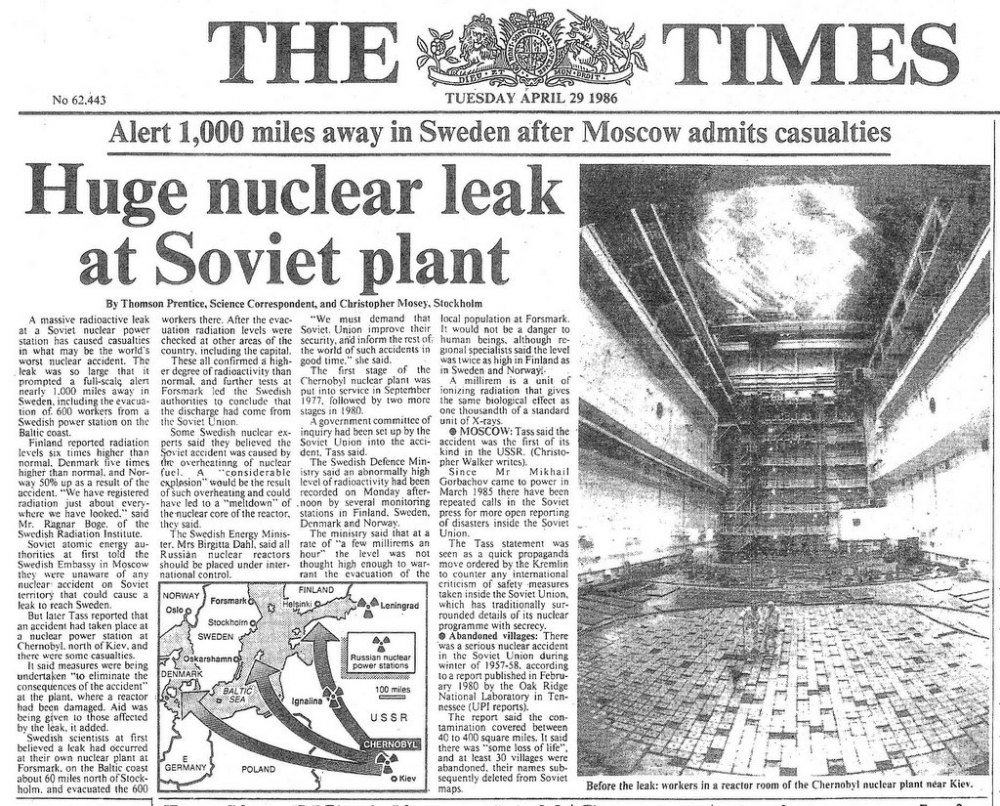 THE TIMES
DIEU ET MON DROIT
No 62,443
TUESDAY APRIL 29 1986
Alert 1,000 miles away in Sweden after Moscow admits casualties
Huge nuclear leak
at Soviet plant
By Thomson Prentice, Science Correspondent, and Christopher Mosey, Stockholm
A massive radioactive leak
at a Soviet nuclear power
station has caused casualties
in what may be the world's
worst nuclear accident. The
leak was so large that it
prompted a full-scale alert
nearly 1,000 miles away in
Sweden, including the evacua-
tion of 600 workers from a
Swedish power station on the
Baltic coast.
Finland reported radiation
levels six times higher than
normal, Denmark five times
higher than normal, and Nor-
way 50% up as a result of the
accident. "We have registered
radiation just about every-
where we have looked," said
Mr. Ragnar Boge, of the
Swedish Radiation Institute.
Soviet atomic energy au-
thorities at first told the
Swedish Embassy in Moscow
they were unaware of any
nuclear accident on Soviet
territory that could cause a
leak to reach Sweden.
But later Tass reported that
an accident had taken place at
a nuclear power station at
Chernobyl, north of Kiev, and
there were some casualties.
It said measures were being
undertaken "to eliminate the
consequences of the accident"
at the plant, where a reactor
had been damaged. Aid was
being given to those affected
by the leak, it added.
Swedish scientists at first
believed a leak had occurred
at their own nuclear plant at
Forsmark, on the Baltic coast
about 60 miles north of Stock-
holm, and evacuated the 600
workers there. After the evac-
uation radiation levels were
checked at other areas of the
country, including the capital.
These all confirmed a high-
er degree of radioactivity than
normal, and further tests at
Forsmark led the Swedish
authorities to conclude that
the discharge had come from
the Soviet Union.
Some Swedish nuclear ex-
perts said they believed the
Soviet accident was caused by
the overheatinng of nuclear
fuel. A "considerable
explosion" would be the result
of such overheating and could
have led to a "meltdown" of
the nuclear core of the reactor,
they said.
The Swedish Energy Minis-
ter, Mrs Birgitta Dahl, said all
Russian nuclear reactors
should be placed under inter-
national control.
"We must demand that
Soviet Union improve their
security, and inform the rest of
the world of such accidents in
good time," she said.
The first stage of the
Chernobyl nuclear plant was
put into service in September
1977, followed by two more
stages in 1980.
A government committee of
inquiry had been set up by the
Soviet Union into the acci-
dent, Tass said.
The Swedish Defence Min-
istry said an abnormally high
level of radioactivity had been
recorded on Monday after-
noon by several monitoring
stations in Finland, Sweden,
Denmark and Norway.
The ministry said that at a
rate of "a few millirems an
hour" the level was not
thought high enough to war-
rant the evacuation of the
local population at Forsmark.
It would not be a danger to
human beings, although re-
gional specialists said the level
was twice as high in Finland as
in Sweden and Norway.
A millirem is a unit of
ionizing radiation that gives
the same biological effect as
one thousandth of a standard
unit of X-rays.
● MOSCOW: Tass said the
accident was the first of its
kind in the USSR. (Christo-
pher Walker writes).
Since Mr Mikhail
Gorbachov came to power in
March 1985 there have been
repeated calls in the Soviet
press for more open reporting
of disasters inside the Soviet
Union.
The Tass statement was
seen as a quick propaganda
move ordered by the Kremlin
to counter any international
criticism of safety measures
taken inside the Soviet Union,
which has traditionally sur-
rounded details of its nuclear
programme with secrecy.
● Abandoned villages: There
was a serious nuclear accident
in the Soviet Union during
winter of 1957-58, according
to a report published in Febru-
ary 1980 by the Oak Ridge
National Laboratory in Ten-
nessee (UPI reports).
The report said the con-
tamination covered between
40 to 400 square miles. It said
there was "some loss of life",
and at least 30 villages were
abandoned, their names sub-
sequently deleted from Soviet
maps.
NORWAY
Oslo
Forsmark
FINLAND
Helsinki
Leningrad
Stockholm
SWEDEN
Oskarshamn
Russian nuclear
power stations
DENMARK
BALTIC
SEA
Ignalina
100 miles
USSR
CHERNOBYL
E
GERMANY
POLAND
Kiev
Before the leak: workers in a reactor room of the Chernobyl nuclear plant near Kiev.